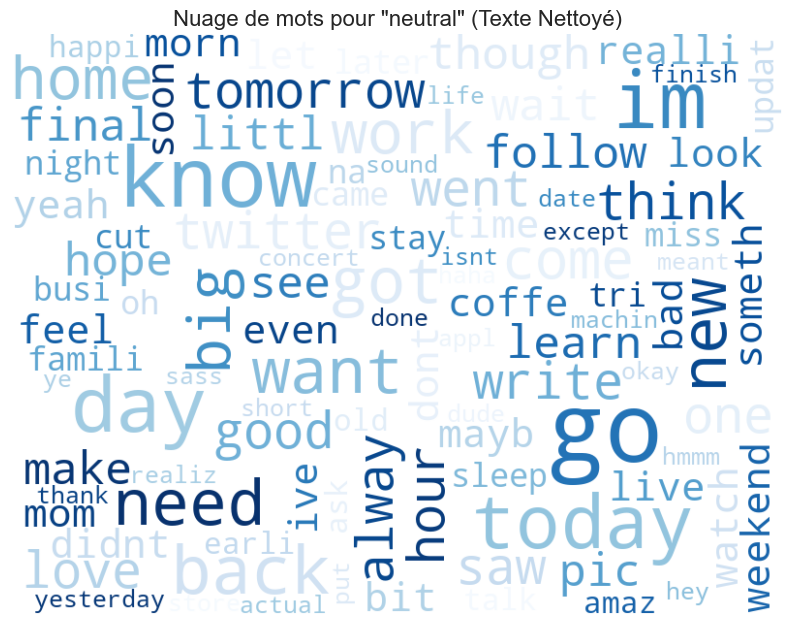 Nuage de mots pour "neutral" (Texte Nettoyé)
happi morn let later though realli finish updat
home soon tomorrow life wait im
final littl work follow look
night know na sound came went date think
yeah twitter time except miss someth
cut hope concert stay isnt come meant
busi oh big see got haha coffe tri bad new
feel even done appl learn machin
famili ye sass want dont write okay
day short old dude go one
good mayb hmmm
make realiz ive alway hour sleep live weekend
thank mom need ask today watch
didnt earli saw pic
love back put bit talk hey
yesterday store actual amaz